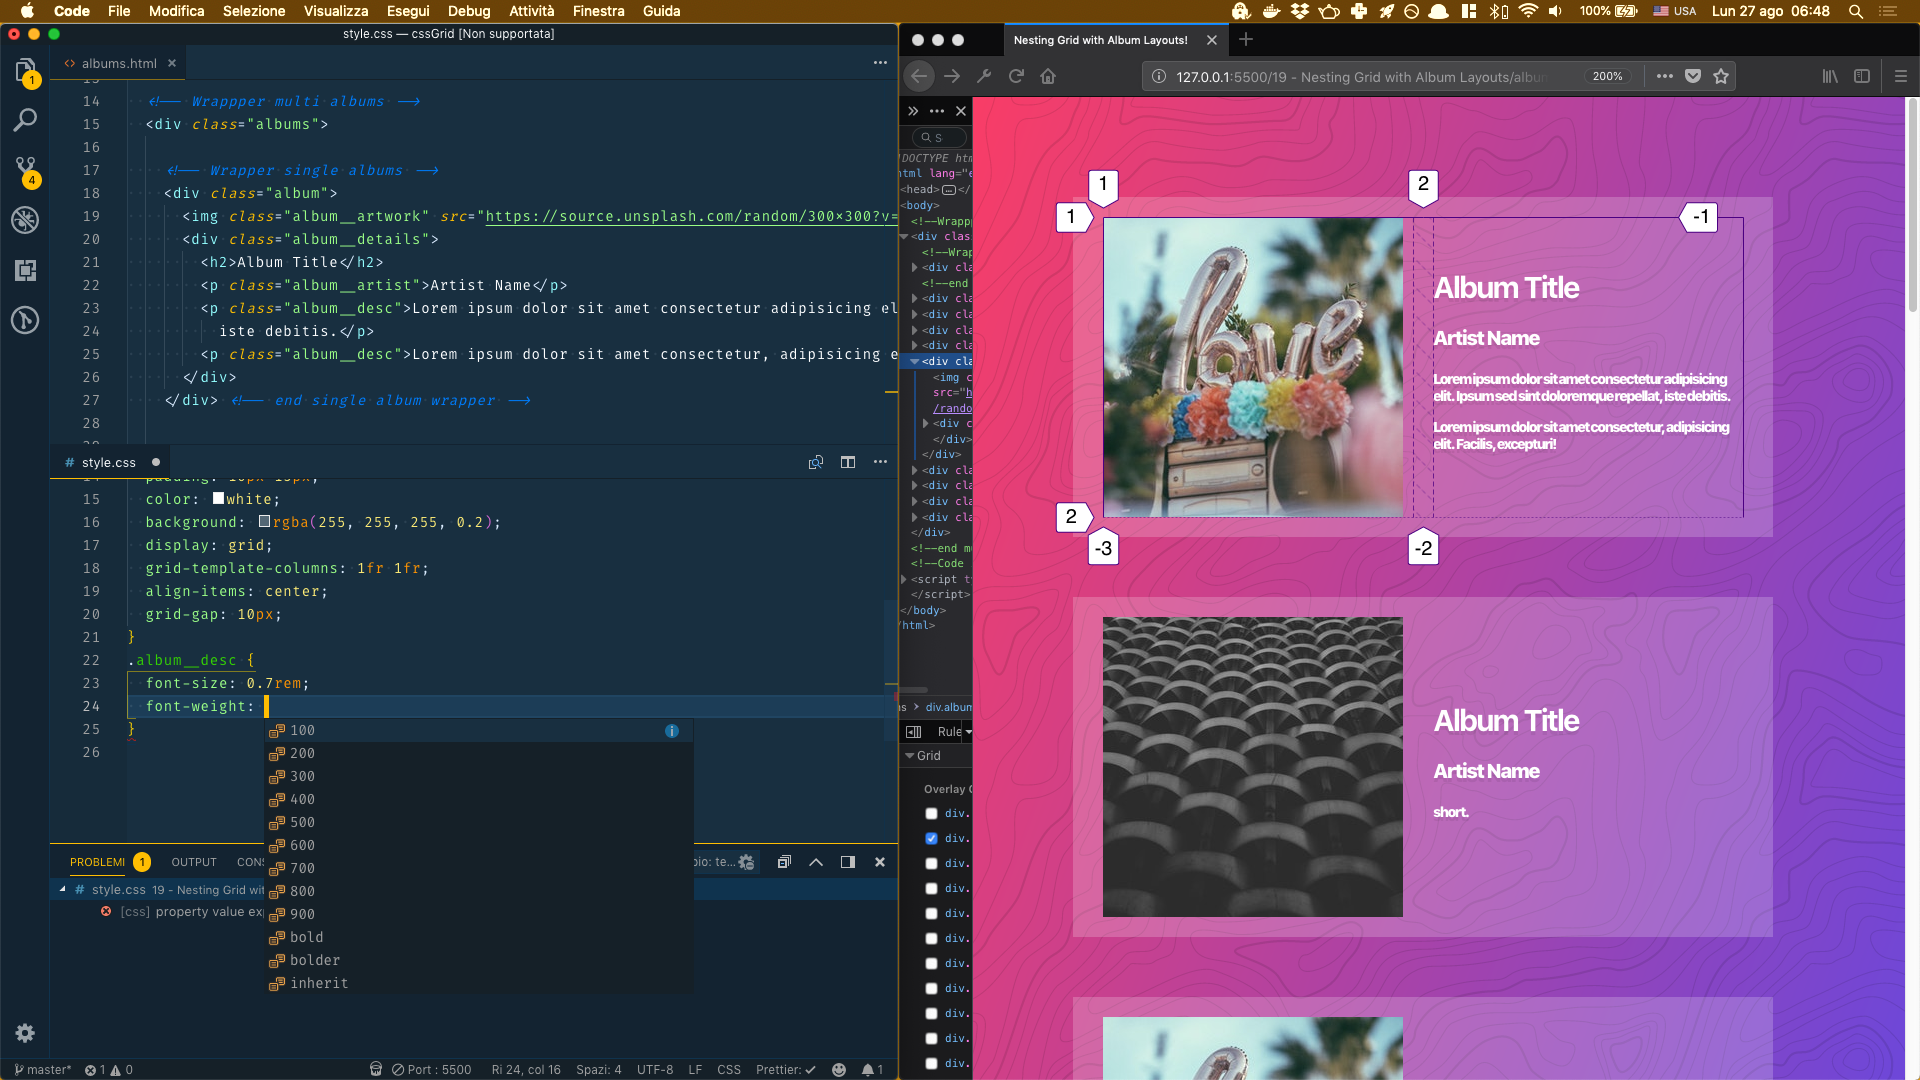 Code File Modifica Selezione Visualizza Esegui Debug Attività Finestra Guida
100% USA Lun 27 ago 06:48
style.css — cssGrid [Non supportata]
albums.html
14 <!-- Wrappper multi albums -->
15 <div class="albums">
16
17 <!-- Wrapper single albums -->
18 <div class="album">
19 <img class="album__artwork" src="https://source.unsplash.com/random/300×300?v=
20 <div class="album__details">
21 <h2>Album Title</h2>
22 <p class="album__artist">Artist Name</p>
23 <p class="album__desc">Lorem ipsum dolor sit amet consectetur adipisicing el
24 iste debitis.</p>
25 <p class="album__desc">Lorem ipsum dolor sit amet consectetur, adipisicing e
26 </div>
27 </div> <!-- end single album wrapper -->
28
# style.css
padding: 10px 15px;
15 color: white;
16 background: rgba(255, 255, 255, 0.2);
17 display: grid;
18 grid-template-columns: 1fr 1fr;
19 align-items: center;
20 grid-gap: 10px;
21 }
22 .album__desc {
23 font-size: 0.7rem;
24 font-weight:
25 }
26
100
200
300
400
500
600
700
800
900
bold
bolder
inherit
PROBLEMI 1 OUTPUT CONS
pio: te...
# style.css 19 - Nesting Grid wit
[css] property value exp
master* 1 0 Port : 5500 Ri 24, col 16 Spazi: 4 UTF-8 LF CSS Prettier: ✓ 1
1
4
Nesting Grid with Album Layouts!
127.0.0.1:5500/19 - Nesting Grid with Album Layouts/album 200%
S
!DOCTYPE htm
html lang="e
<head>…</
<body>
<!--Wrapp
<div clas
<!--Wrap
<div cla
<!--end
<div cla
<div cla
<div cla
<div cla
<div cla
<img c
src="h
/rando
<div c
</div>
</div>
<div cla
<div cla
<div cla
<div cla
</div>
<!--end mu
<!--Code
<script ty
</script>
</body>
/html>
ns > div.album
Rule
Grid
Overlay G
div.
div.
div.
div.
div.
div.
div.
div.
div.
div.
div.
1 2
1 -1
Album Title
Artist Name
Lorem ipsum dolor sit amet consectetur adipisicing
elit. Ipsum sed sint doloremque repellat, iste debitis.
Lorem ipsum dolor sit amet consectetur, adipisicing
elit. Facilis, excepturi!
2
-3 -2
Album Title
Artist Name
short.